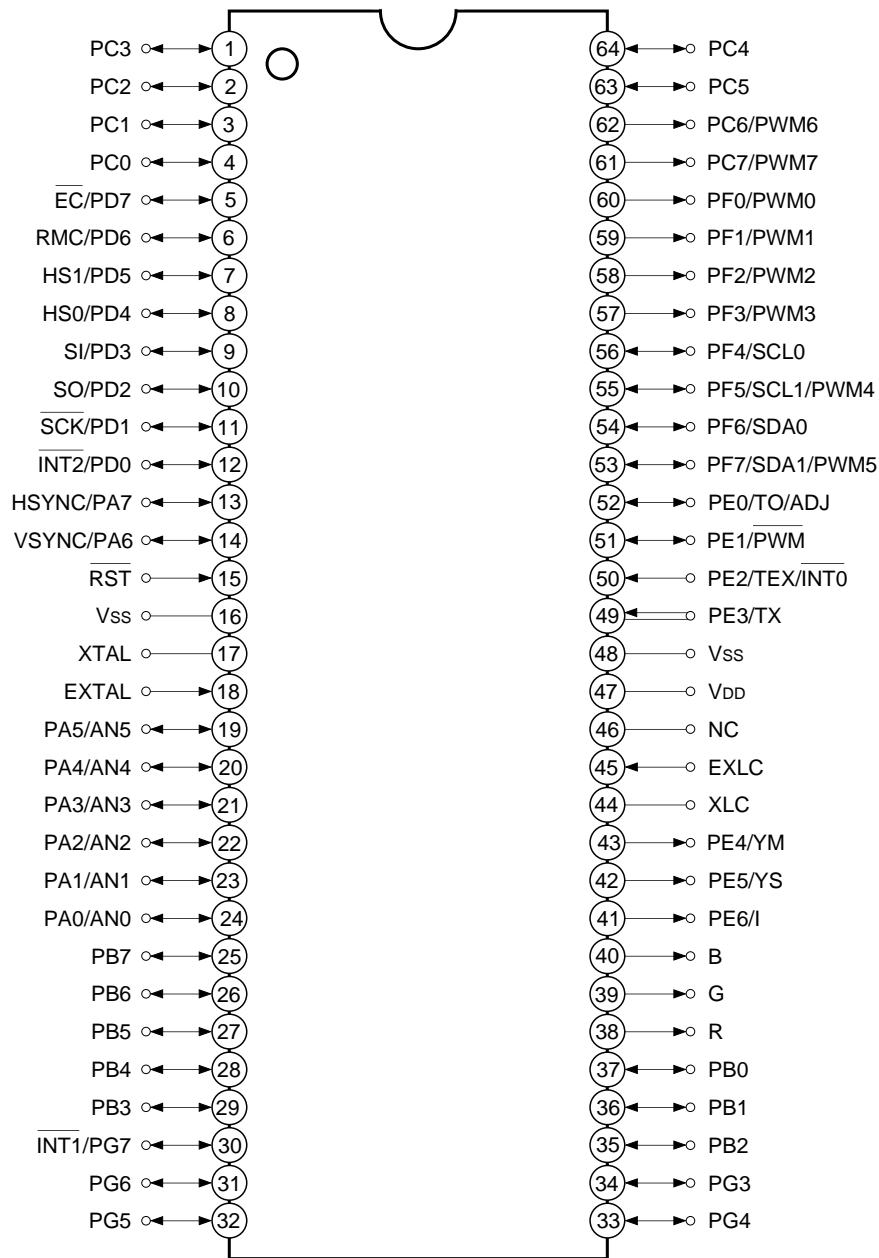 PC3 1 64 PC4
PC2 2 63 PC5
PC1 3 62 PC6/PWM6
PC0 4 61 PC7/PWM7
EC/PD7 5 60 PF0/PWM0
RMC/PD6 6 59 PF1/PWM1
HS1/PD5 7 58 PF2/PWM2
HS0/PD4 8 57 PF3/PWM3
SI/PD3 9 56 PF4/SCL0
SO/PD2 10 55 PF5/SCL1/PWM4
SCK/PD1 11 54 PF6/SDA0
INT2/PD0 12 53 PF7/SDA1/PWM5
HSYNC/PA7 13 52 PE0/TO/ADJ
VSYNC/PA6 14 51 PE1/PWM
RST 15 50 PE2/TEX/INT0
Vss 16 49 PE3/TX
XTAL 17 48 Vss
EXTAL 18 47 VDD
PA5/AN5 19 46 NC
PA4/AN4 20 45 EXLC
PA3/AN3 21 44 XLC
PA2/AN2 22 43 PE4/YM
PA1/AN1 23 42 PE5/YS
PA0/AN0 24 41 PE6/I
PB7 25 40 B
PB6 26 39 G
PB5 27 38 R
PB4 28 37 PB0
PB3 29 36 PB1
INT1/PG7 30 35 PB2
PG6 31 34 PG3
PG5 32 33 PG4